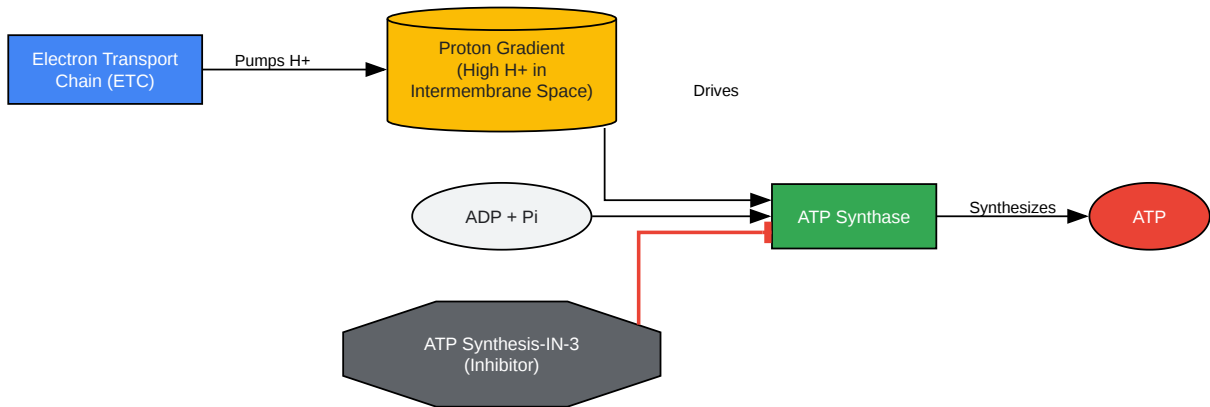 Electron Transport
Chain (ETC)
Pumps H+
Proton Gradient
(High H+ in
Intermembrane Space)
Drives
ADP + Pi
ATP Synthase
Synthesizes
ATP
ATP Synthesis-IN-3
(Inhibitor)